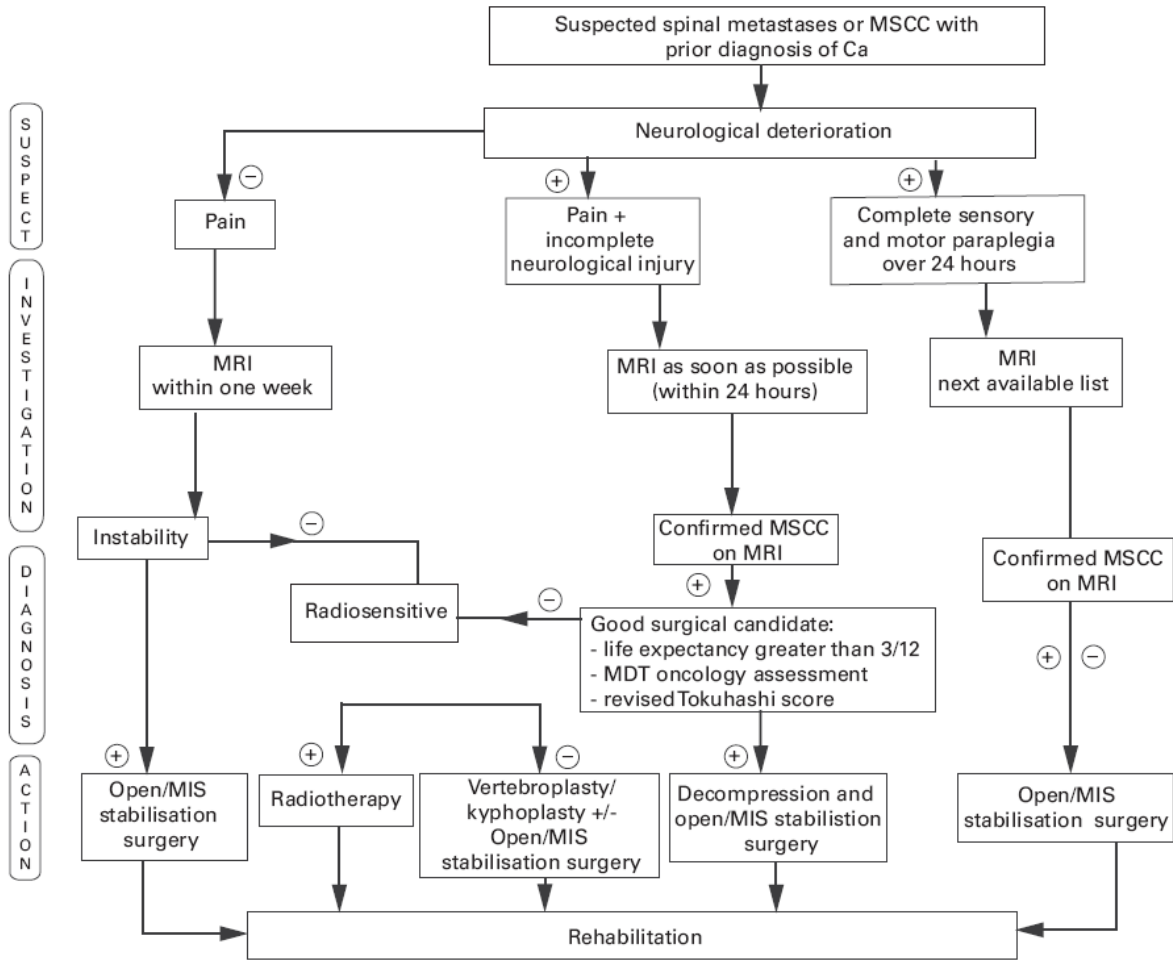 Suspected spinal metastases or MSCC with
prior diagnosis of Ca
SUSPECT
Neurological deterioration
−
+
+
Pain
Pain +
incomplete
neurological injury
Complete sensory
and motor paraplegia
over 24 hours
INVESTIGATION
MRI
within one week
MRI as soon as possible
(within 24 hours)
MRI
next available list
Instability
−
Confirmed MSCC
on MRI
Confirmed MSCC
on MRI
DIAGNOSIS
Radiosensitive
−
+
Good surgical candidate:
- life expectancy greater than 3/12
- MDT oncology assessment
- revised Tokuhashi score
+ −
ACTION
+
+
−
+
Open/MIS
stabilisation
surgery
Radiotherapy
Vertebroplasty/
kyphoplasty +/-
Open/MIS
stabilisation surgery
Decompression and
open/MIS stabilistion
surgery
Open/MIS
stabilisation surgery
Rehabilitation